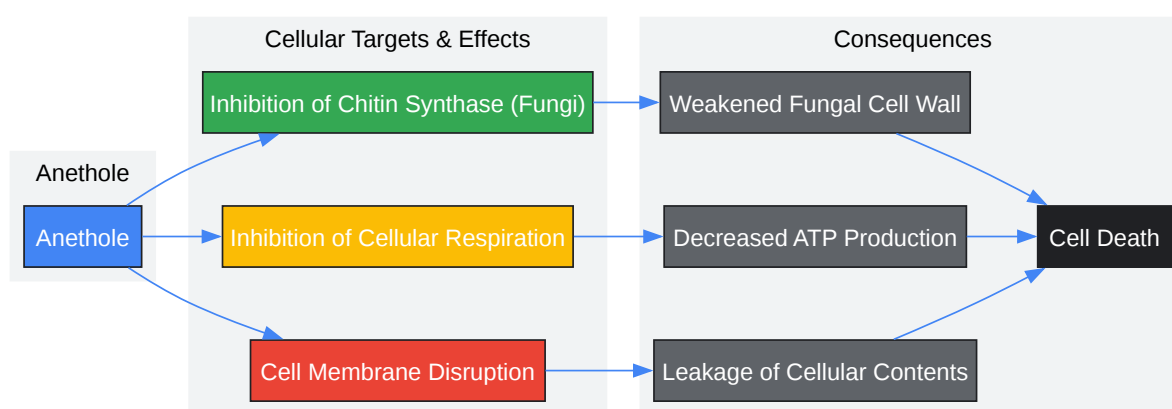 Cellular Targets & Effects
Consequences
Inhibition of Chitin Synthase (Fungi)
Weakened Fungal Cell Wall
Anethole
Anethole
Inhibition of Cellular Respiration
Decreased ATP Production
Cell Death
Cell Membrane Disruption
Leakage of Cellular Contents